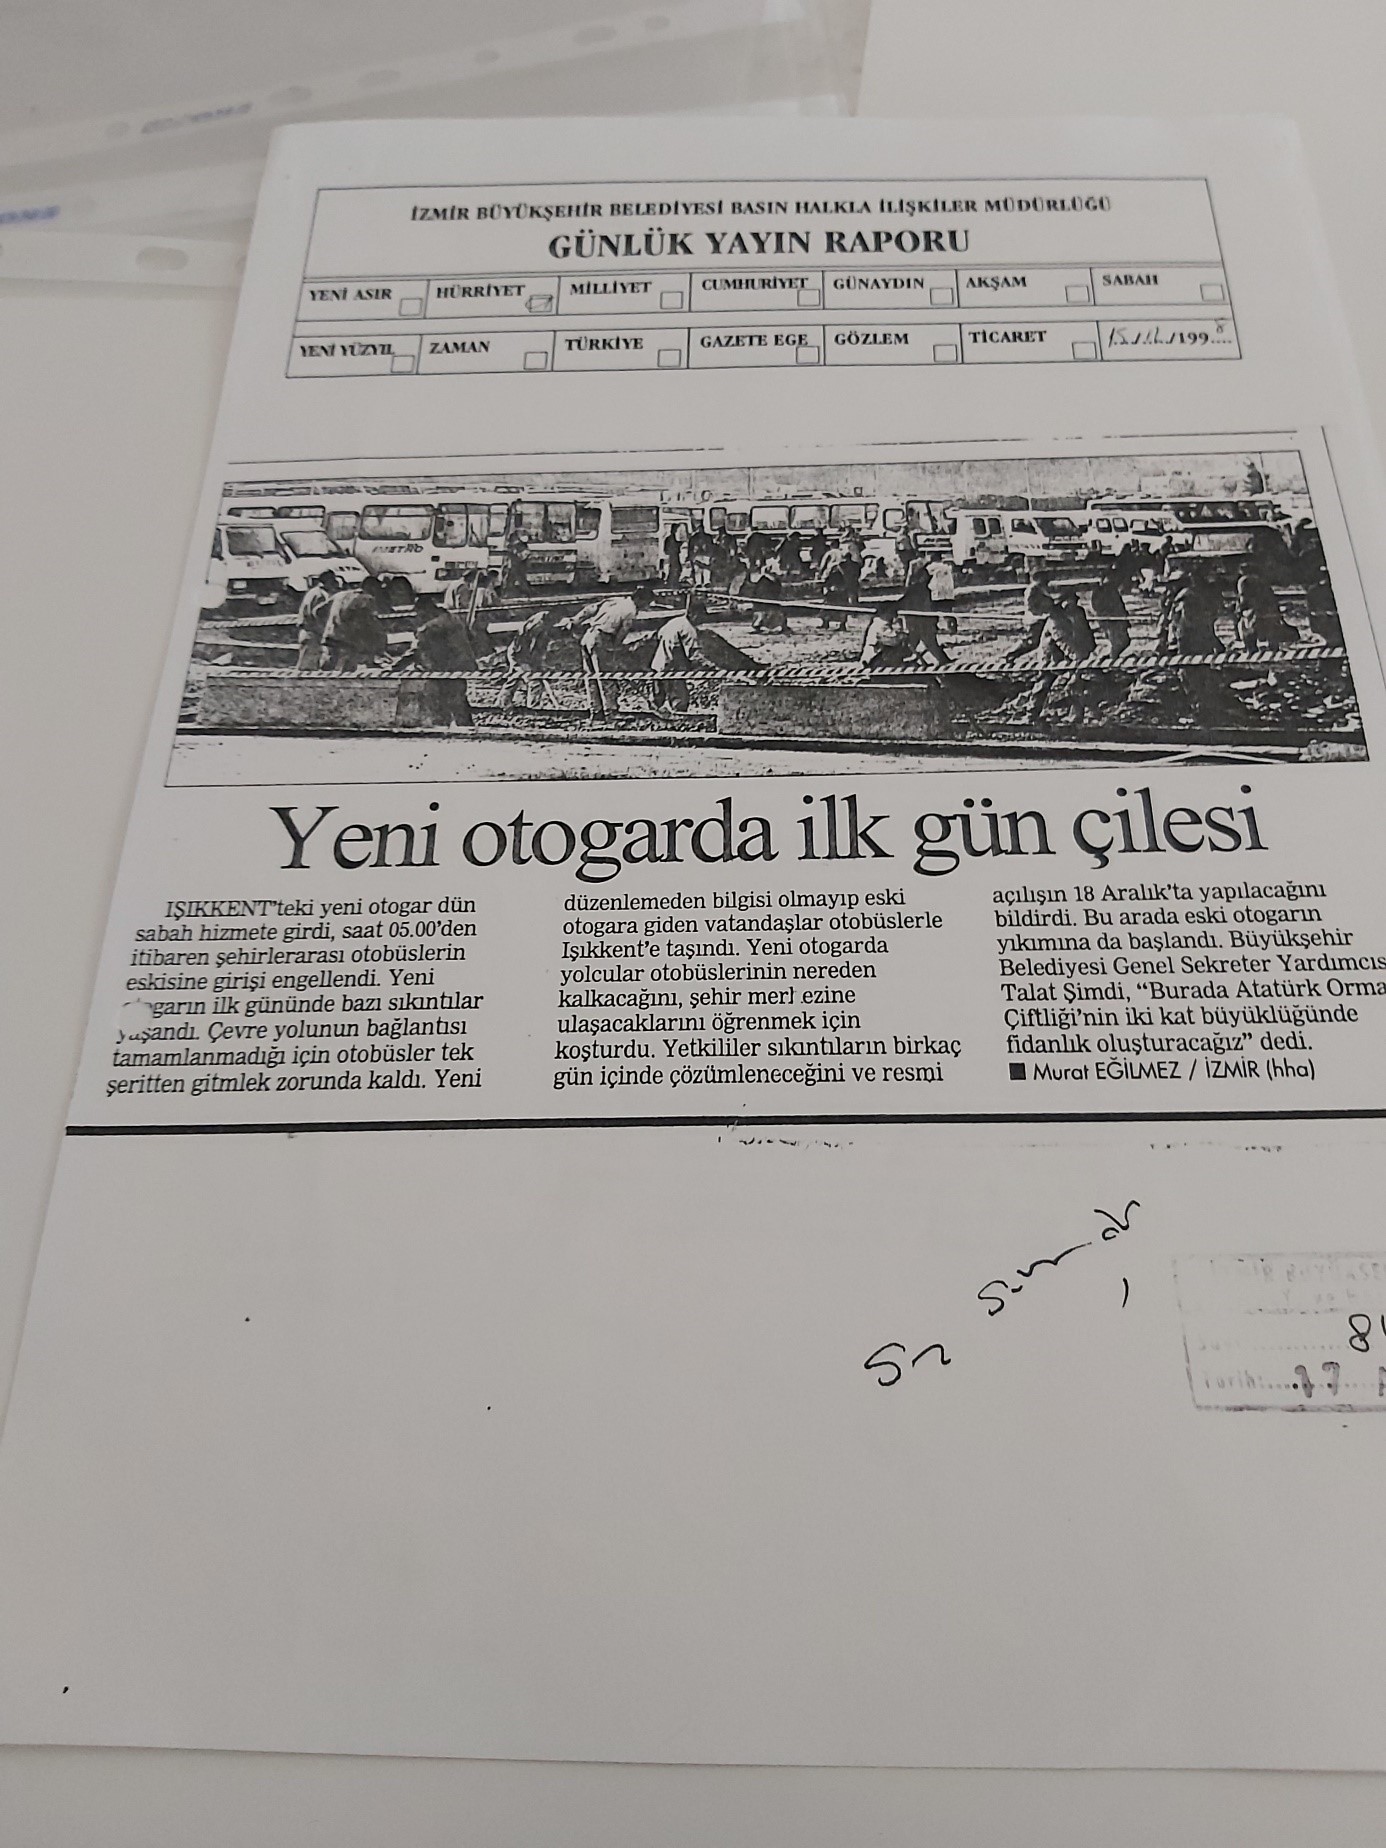 İZMİR BÜYÜKŞEHİR BELEDİYESİ BASIN HALKLA İLİŞKİLER MÜDÜRLÜĞÜ
GÜNLÜK YAYIN RAPORU
YENİ ASIR HÜRRİYET MİLLİYET CUMHURİYET GÜNAYDIN AKŞAM SABAH
YENİ YÜZYIL ZAMAN TÜRKİYE GAZETE EGE GÖZLEM TİCARET 15/12/1998
Yeni otogarda ilk gün çilesi
IŞIKKENT'teki yeni otogar dün
sabah hizmete girdi, saat 05.00'den
itibaren şehirlerarası otobüslerin
eskisine girişi engellendi. Yeni
garın ilk gününde bazı sıkıntılar
yaşandı. Çevre yolunun bağlantısı
tamamlanmadığı için otobüsler tek
şeritten gitmlek zorunda kaldı. Yeni
düzenlemeden bilgisi olmayıp eski
otogara giden vatandaşlar otobüslerle
Işıkkent'e taşındı. Yeni otogarda
yolcular otobüslerinin nereden
kalkacağını, şehir merl ezine
ulaşacaklarını öğrenmek için
koşturdu. Yetkililer sıkıntıların birkaç
gün içinde çözümleneceğini ve resmi
açılışın 18 Aralık'ta yapılacağını
bildirdi. Bu arada eski otogarın
yıkımına da başlandı. Büyükşehir
Belediyesi Genel Sekreter Yardımcıs
Talat Şimdi, “Burada Atatürk Orma
Çiftliği'nin iki kat büyüklüğünde
fidanlık oluşturacağız” dedi.
■ Murat EĞİLMEZ / İZMİR (hha)
Tarih: 17